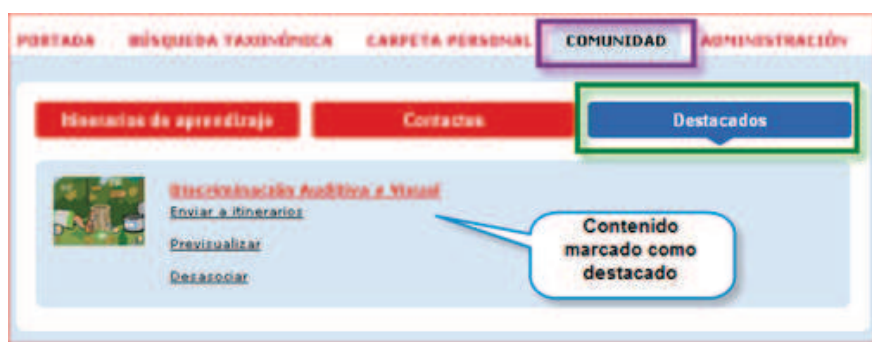 PORTADA BÚSQUEDA TAXONÓMICA CARPETA PERSONAL COMUNIDAD ADMINISTRACIÓN
Itinerarios de aprendizaje Contactos Destacados
Discriminación Auditiva e Visual
Enviar a itinerarios
Previsualizar
Desasociar
Contenido
marcado como
destacado